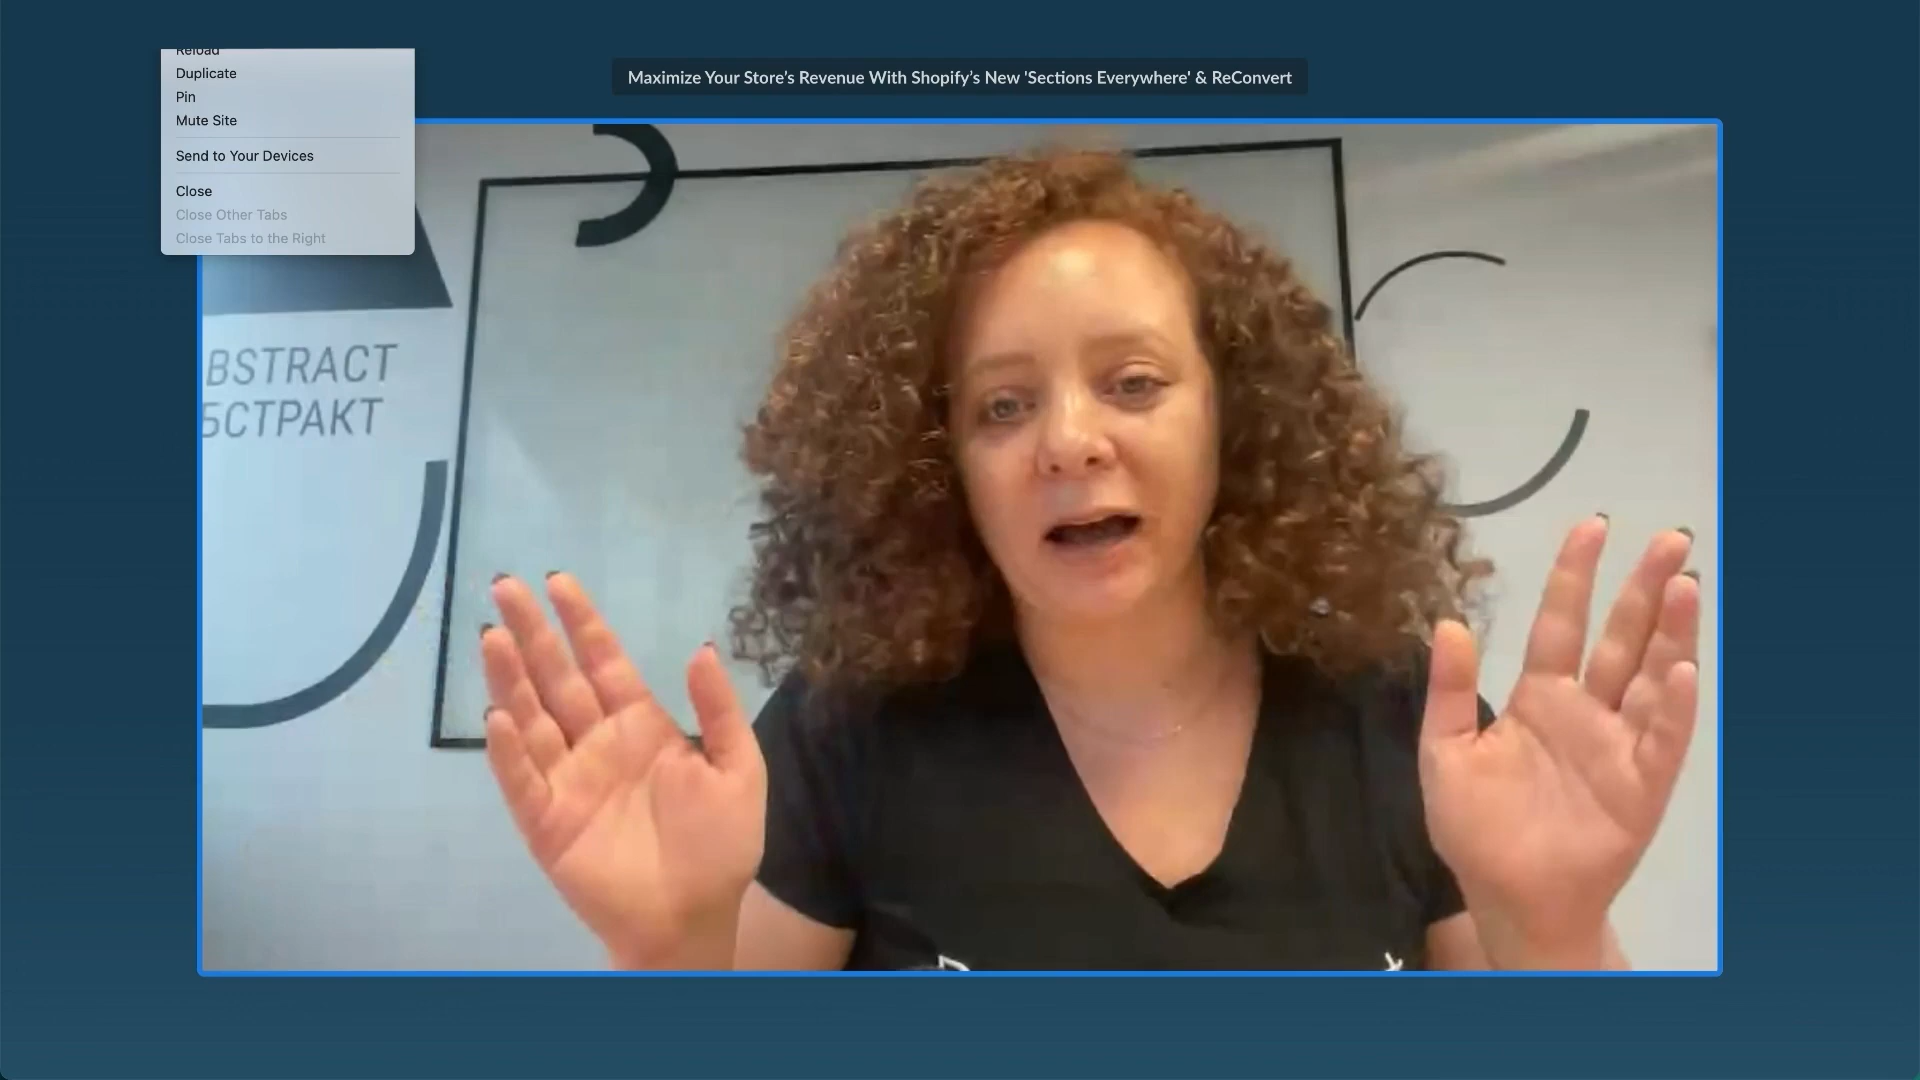 Reload
Duplicate
Pin
Mute Site
Send to Your Devices
Close
Close Other Tabs
Close Tabs to the Right
Maximize Your Store's Revenue With Shopify's New 'Sections Everywhere' & ReConvert
BSTRACT
БСТРАКТ